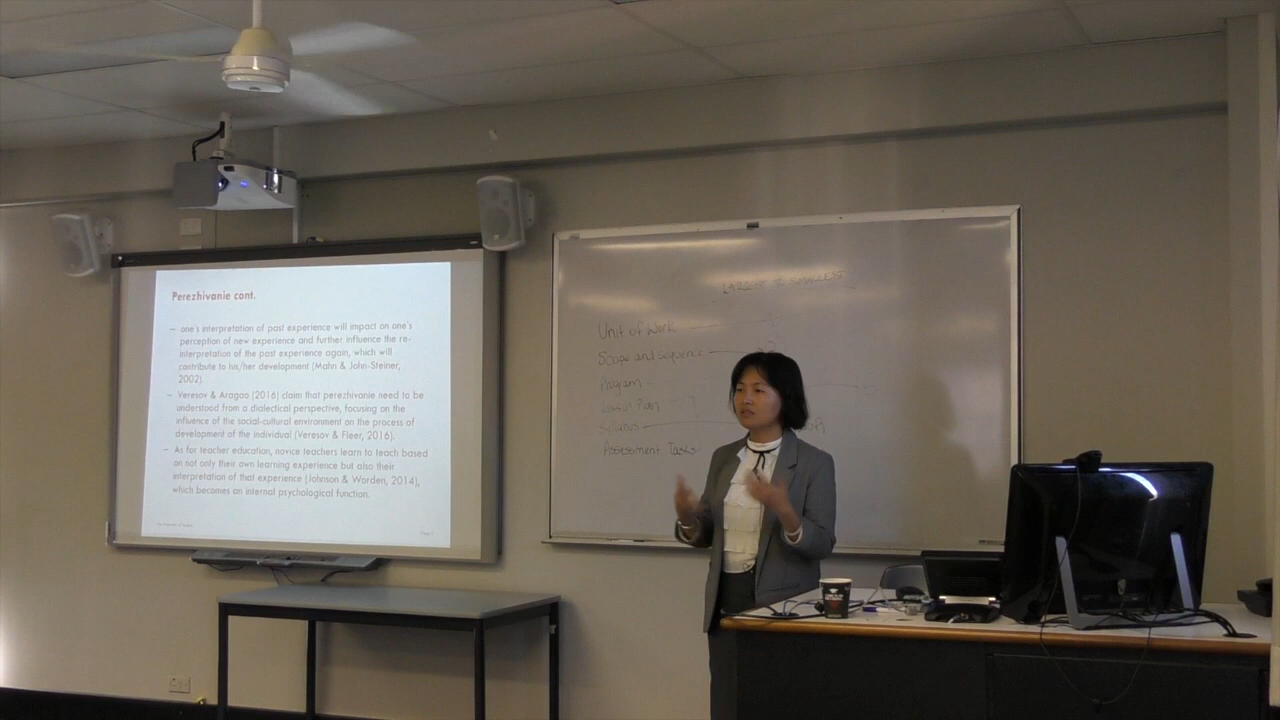 Perezhivanie cont.
– one's interpretation of past experience will impact on one's
perception of new experience and further influence the re-
interpretation of the past experience again, which will
contribute to his/her development (Mahn & John-Steiner,
2002).
– Veresov & Aragao (2016) claim that perezhivanie need to be
understood from a dialectical perspective, focusing on the
influence of the social-cultural environment on the process of
development of the individual (Veresov & Fleer, 2016).
– As for teacher education, novice teachers learn to teach based
on not only their own learning experience but also their
interpretation of that experience (Johnson & Worden, 2014),
which becomes an internal psychological function.
LARGEST to SMALLEST
Unit of Work
Scope and sequence
Program
Lesson Plan
Syllabus
Assessment Tasks